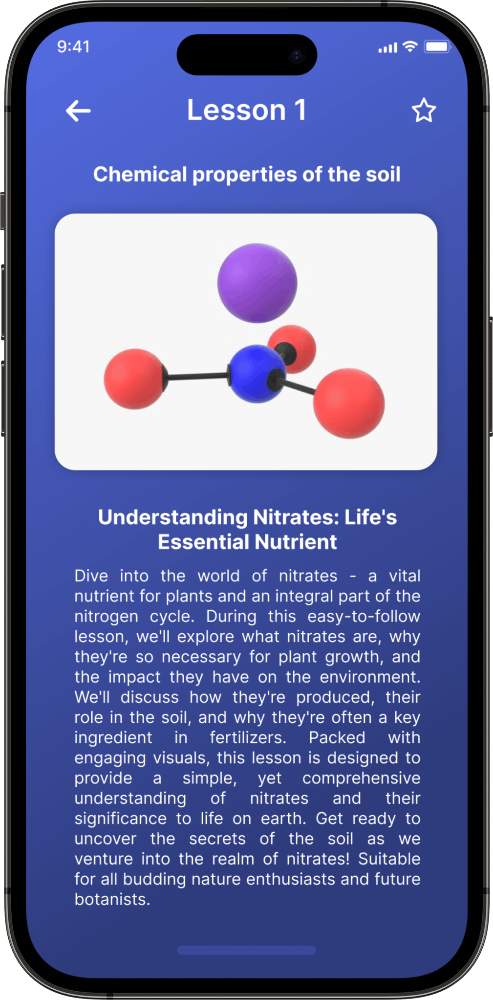 9:41
Lesson 1
Chemical properties of the soil
Understanding Nitrates: Life's
Essential Nutrient
Dive into the world of nitrates - a vital
nutrient for plants and an integral part of the
nitrogen cycle. During this easy-to-follow
lesson, we'll explore what nitrates are, why
they're so necessary for plant growth, and
the impact they have on the environment.
We'll discuss how they're produced, their
role in the soil, and why they're often a key
ingredient in fertilizers. Packed with
engaging visuals, this lesson is designed to
provide a simple, yet comprehensive
understanding of nitrates and their
significance to life on earth. Get ready to
uncover the secrets of the soil as we
venture into the realm of nitrates! Suitable
for all budding nature enthusiasts and future
botanists.